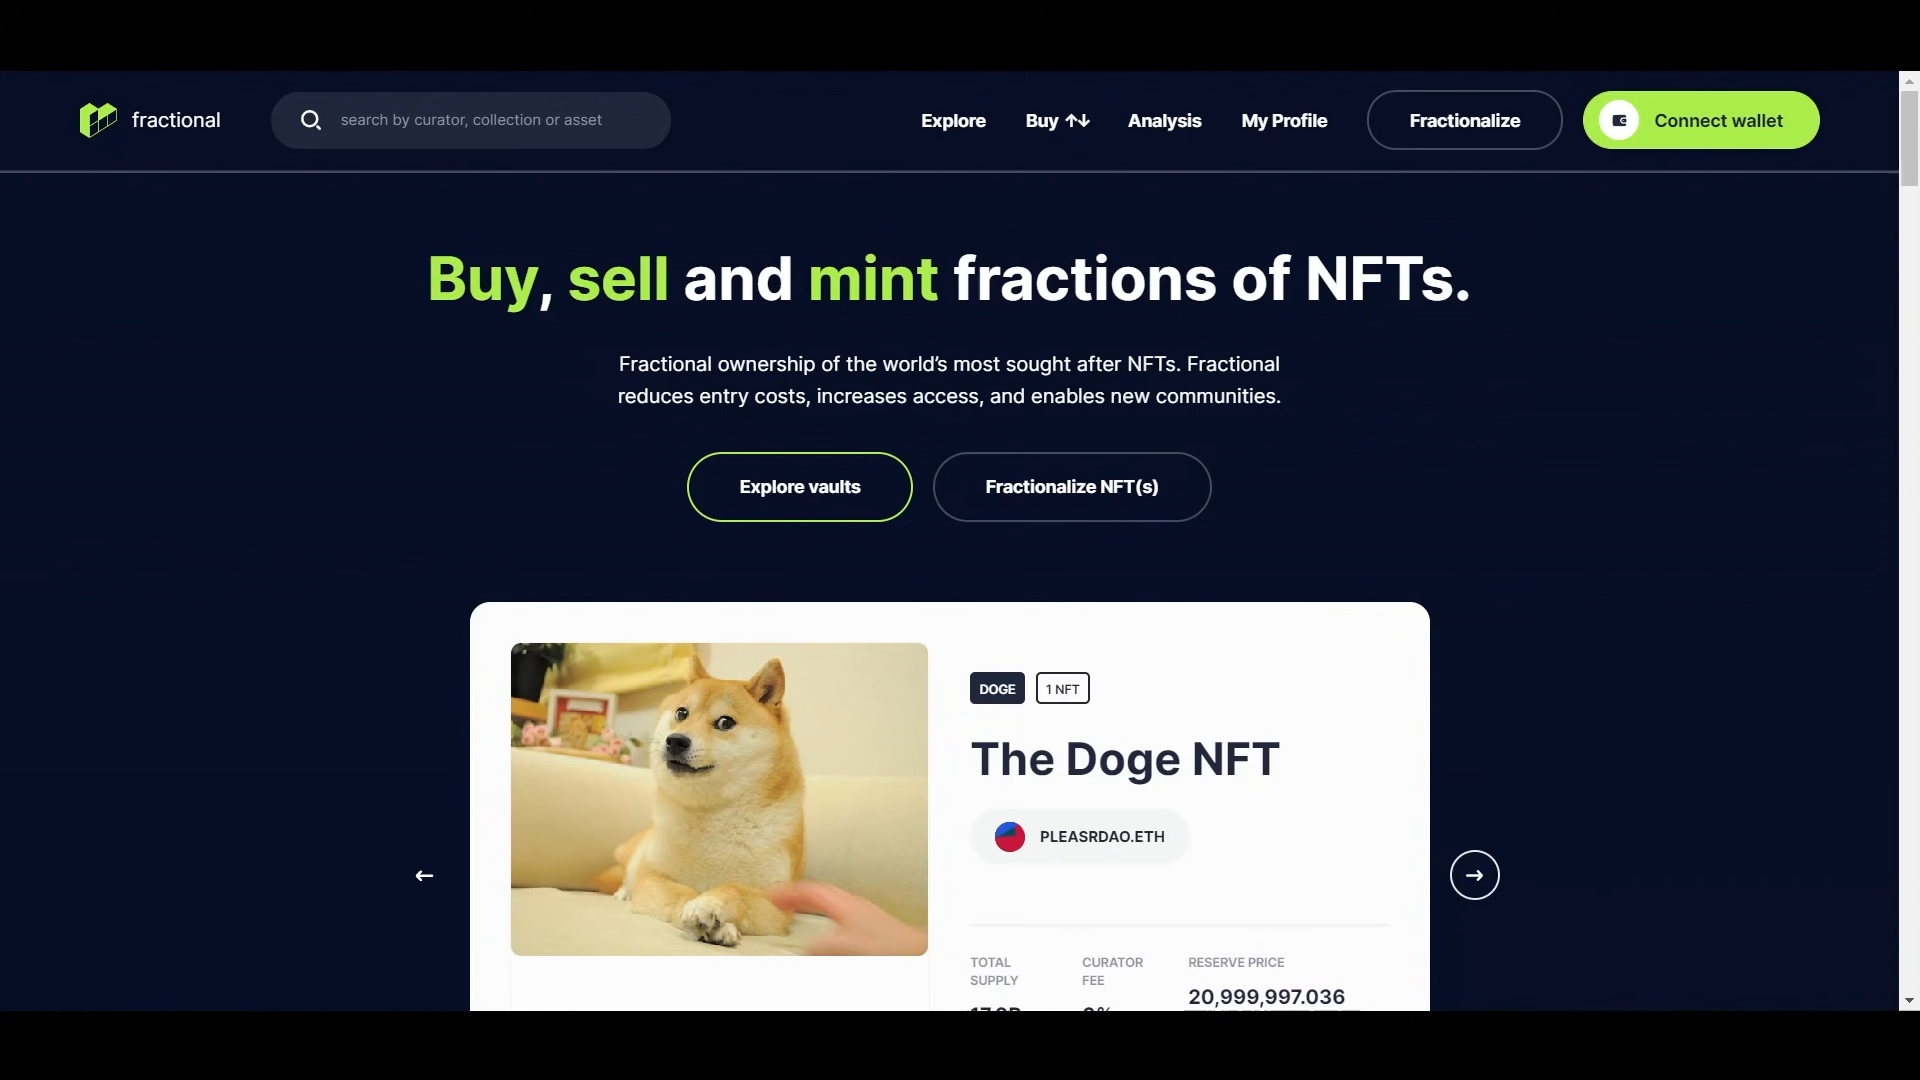 fractional
search by curator, collection or asset
Explore
Buy ↑↓
Analysis
My Profile
Fractionalize
Connect wallet
Buy, sell and mint fractions of NFTs.
Fractional ownership of the world’s most sought after NFTs. Fractional
reduces entry costs, increases access, and enables new communities.
Explore vaults
Fractionalize NFT(s)
DOGE
1 NFT
The Doge NFT
PLEASRDAO.ETH
TOTAL
SUPPLY
CURATOR
FEE
RESERVE PRICE
20,999,997.036